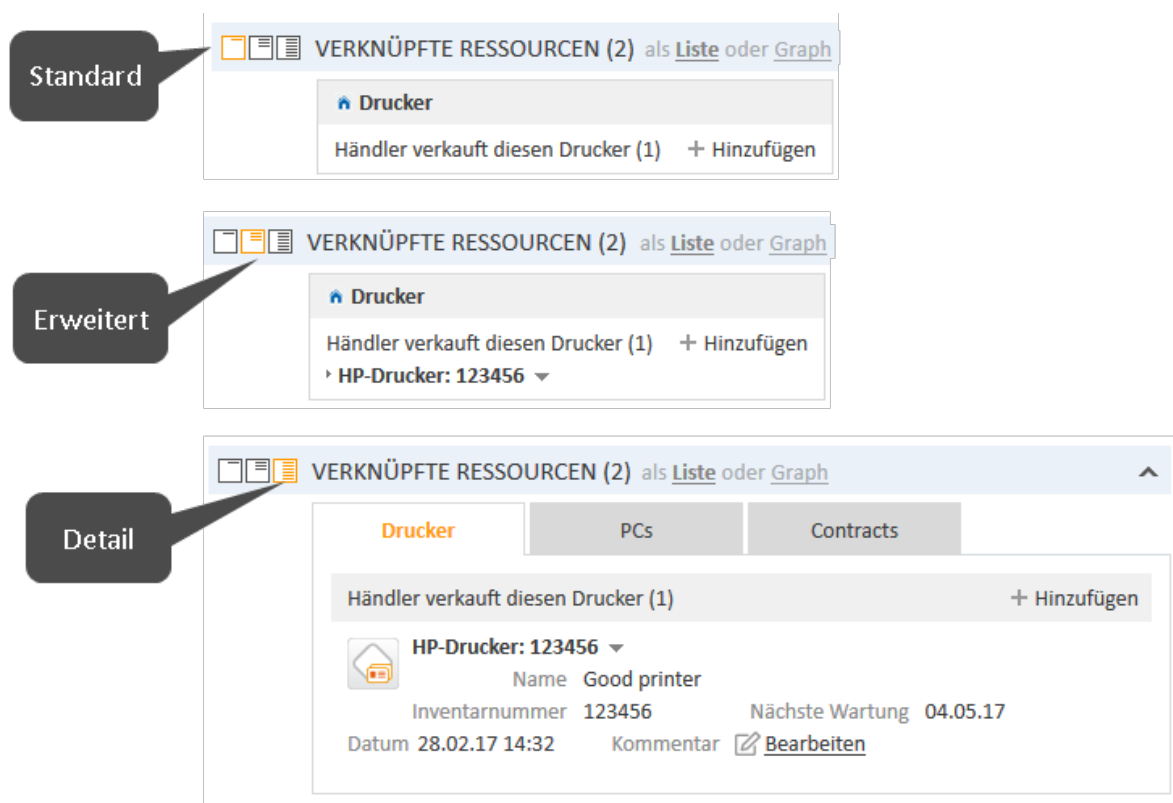 Standard
VERKNÜPFTE RESSOURCEN (2) als Liste oder Graph
Drucker
Händler verkauft diesen Drucker (1) + Hinzufügen
Erweitert
VERKNÜPFTE RESSOURCEN (2) als Liste oder Graph
Drucker
Händler verkauft diesen Drucker (1) + Hinzufügen
HP-Drucker: 123456
Detail
VERKNÜPFTE RESSOURCEN (2) als Liste oder Graph
Drucker PCs Contracts
Händler verkauft diesen Drucker (1) + Hinzufügen
HP-Drucker: 123456
Name Good printer
Inventarnummer 123456 Nächste Wartung 04.05.17
Datum 28.02.17 14:32 Kommentar Bearbeiten